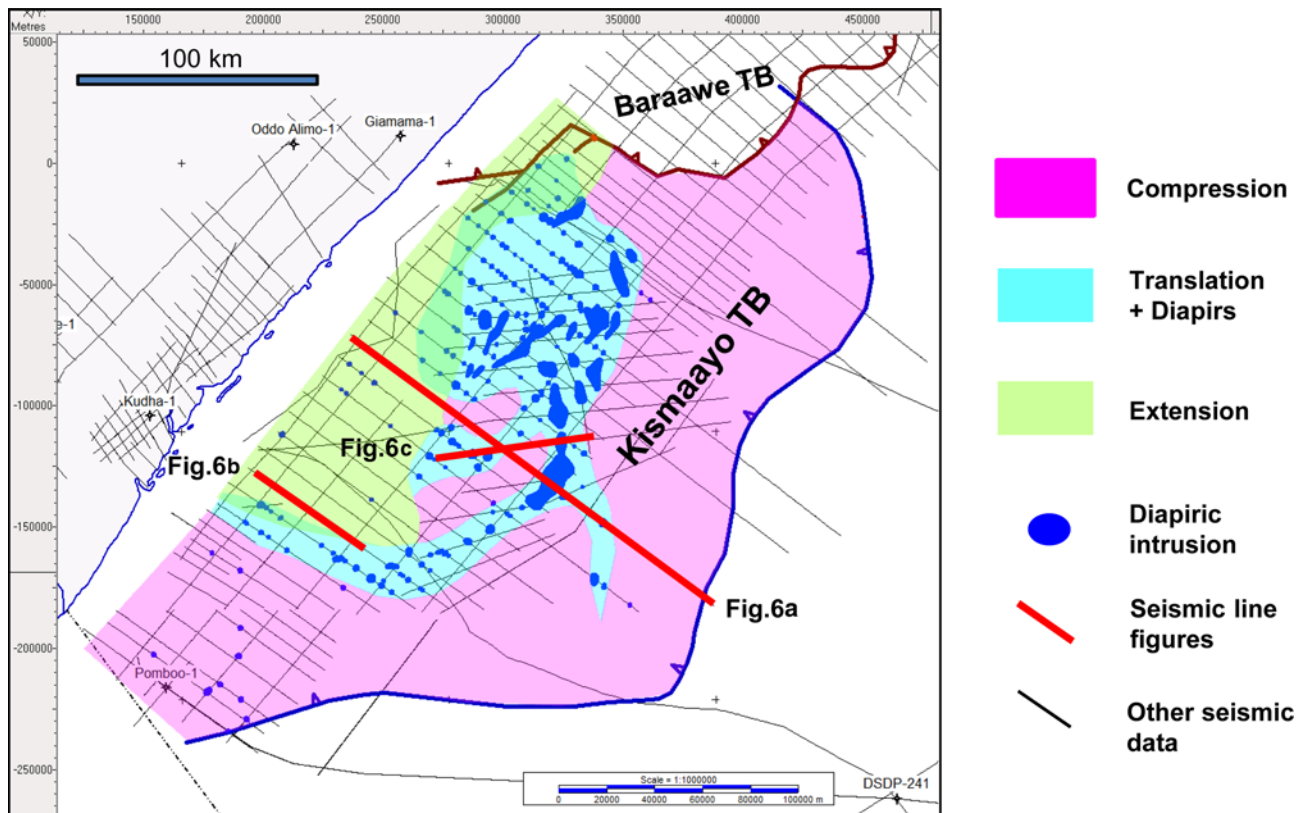 X/Y:
Metres
150000 200000 250000 300000 350000 400000 450000
50000
0
-50000
-100000
-150000
-200000
-250000
100 km
Baraawe TB
Oddo Alimo-1
Giamama-1
e-1
Kudha-1
Kismaayo TB
Fig.6c
Fig.6b
Fig.6a
Pomboo-1
DSDP-241
Scale = 1:1000000
0 20000 40000 60000 80000 100000 m
Compression
Translation
+ Diapirs
Extension
Diapiric
intrusion
Seismic line
figures
Other seismic
data